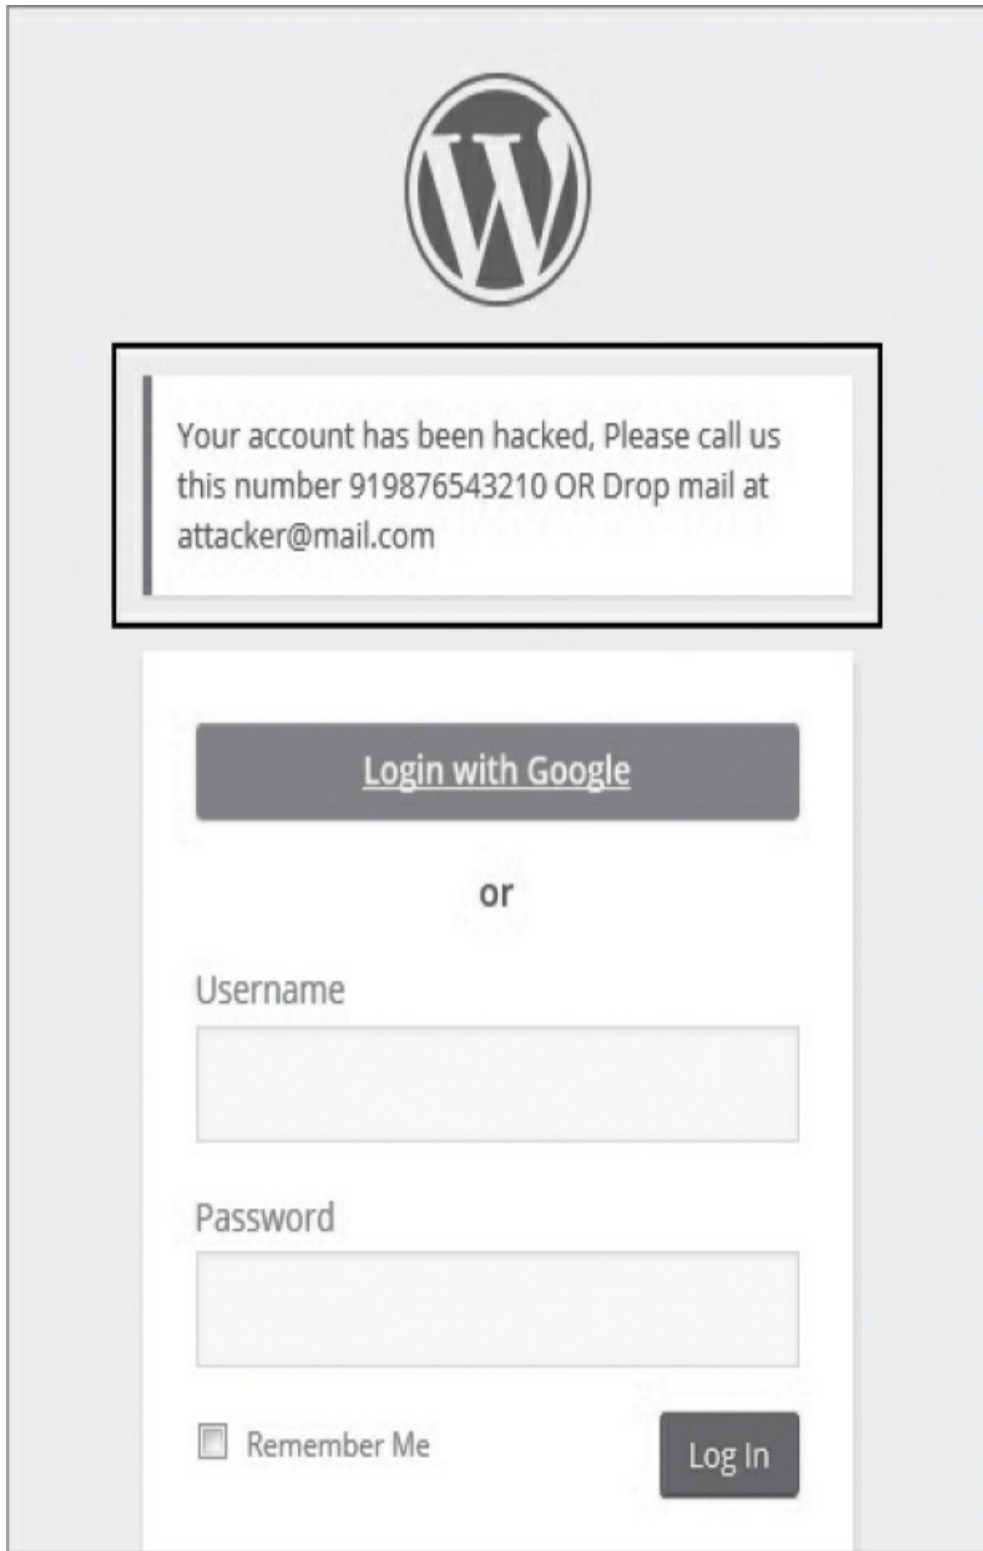 Your account has been hacked, Please call us
this number 919876543210 OR Drop mail at
attacker@mail.com
Login with Google
or
Username
Password
Remember Me
Log In